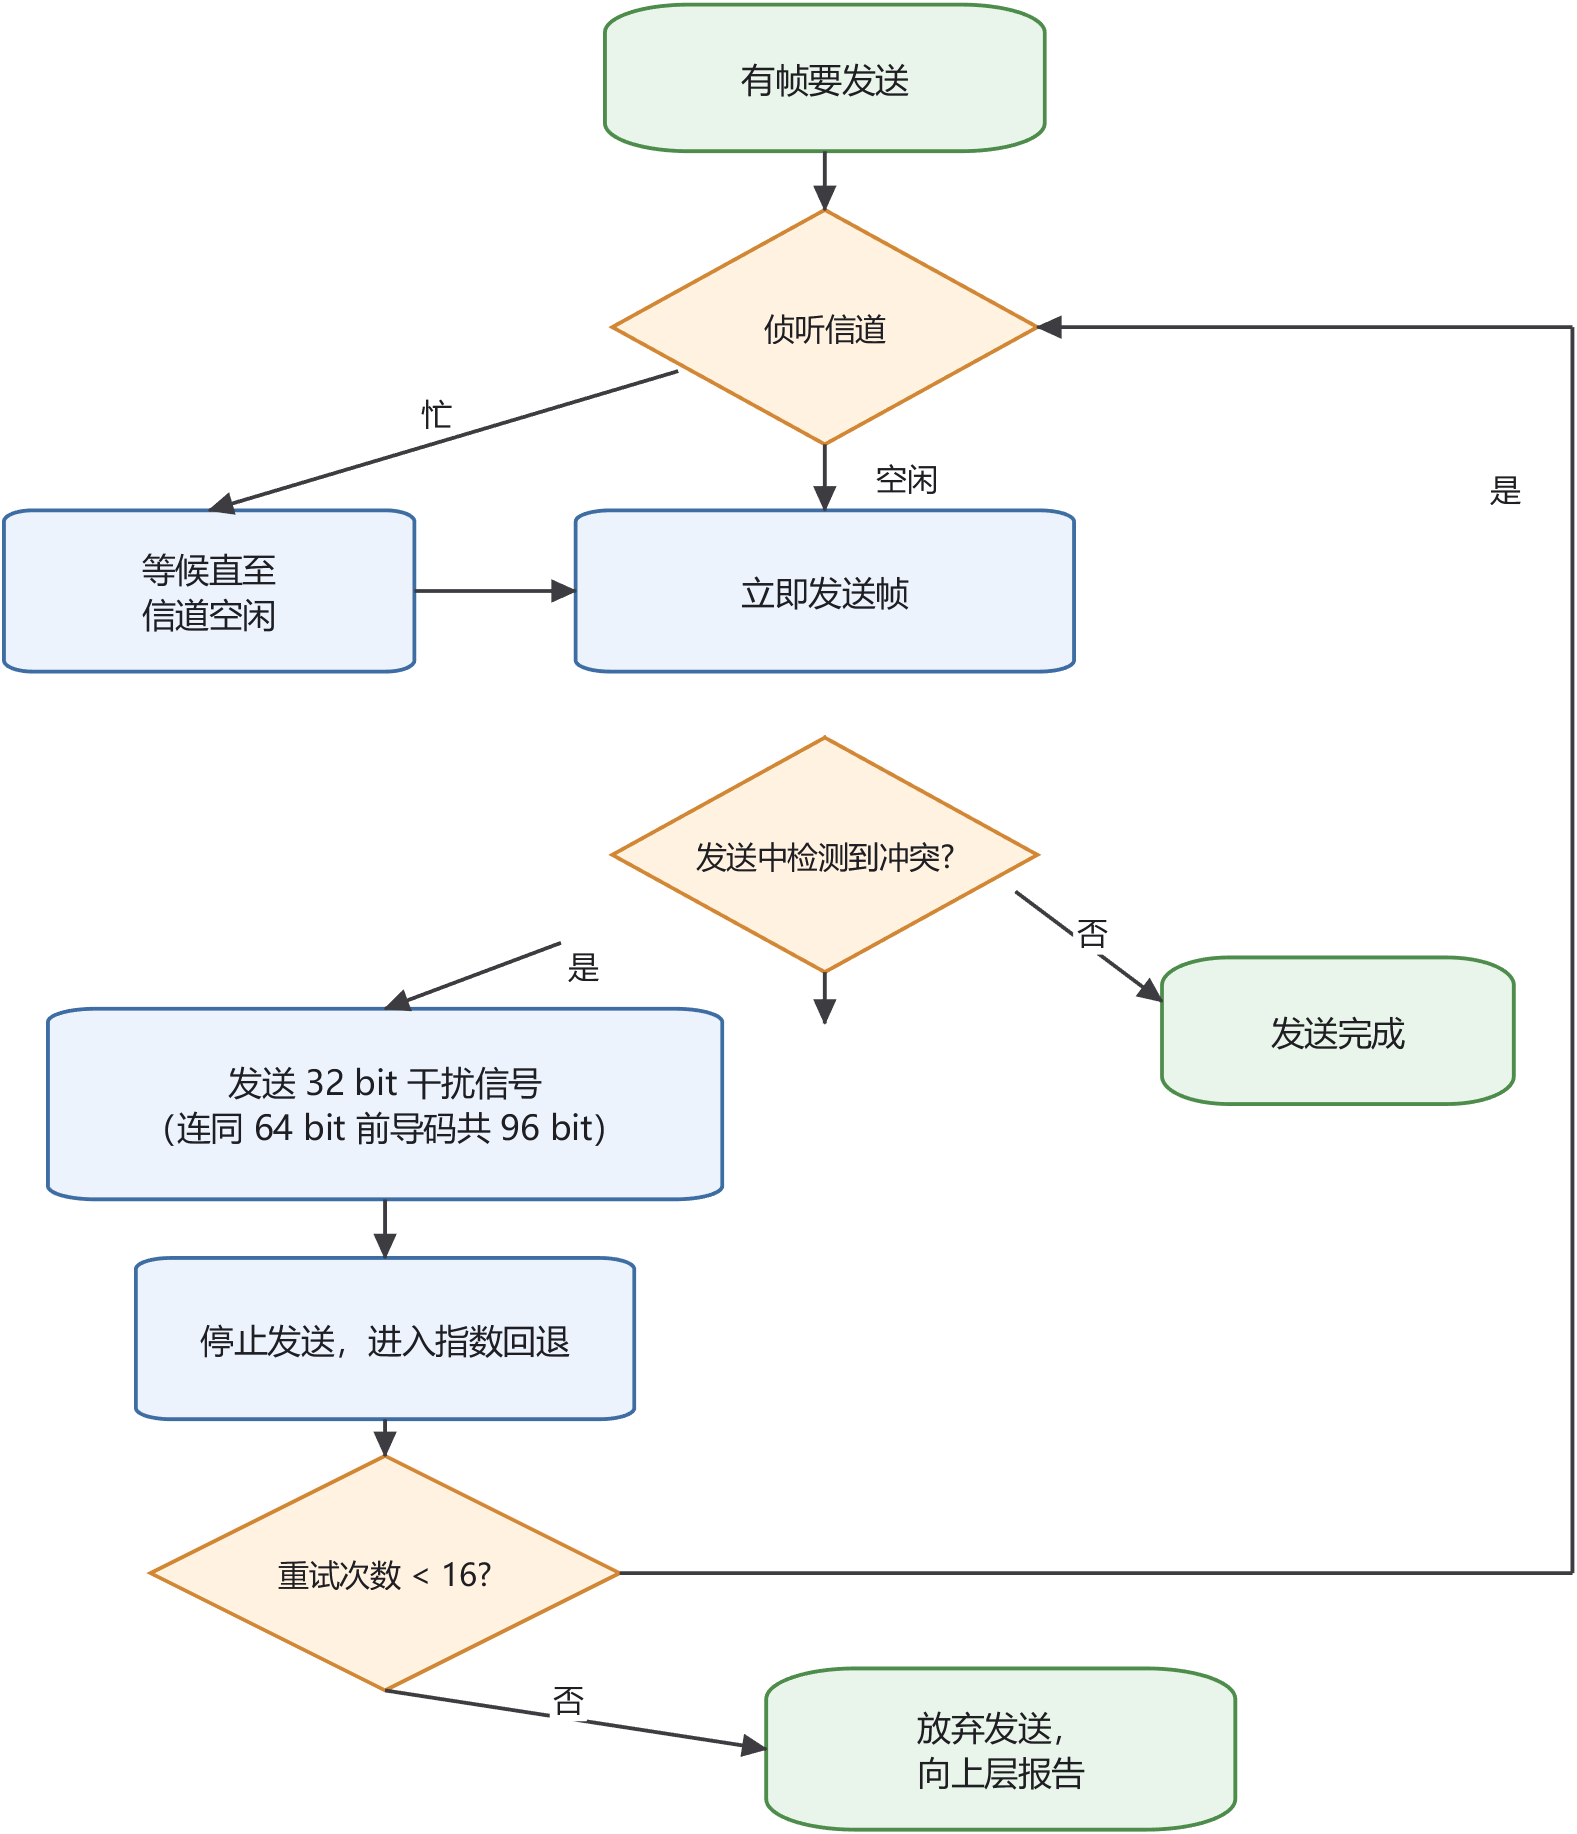 有帧要发送
侦听信道
忙
空闲
是
等候直至
信道空闲
立即发送帧
发送中检测到冲突?
否
是
发送完成
发送 32 bit 干扰信号
（连同 64 bit 前导码共 96 bit）
停止发送，进入指数回退
重试次数 < 16?
否
放弃发送，
向上层报告